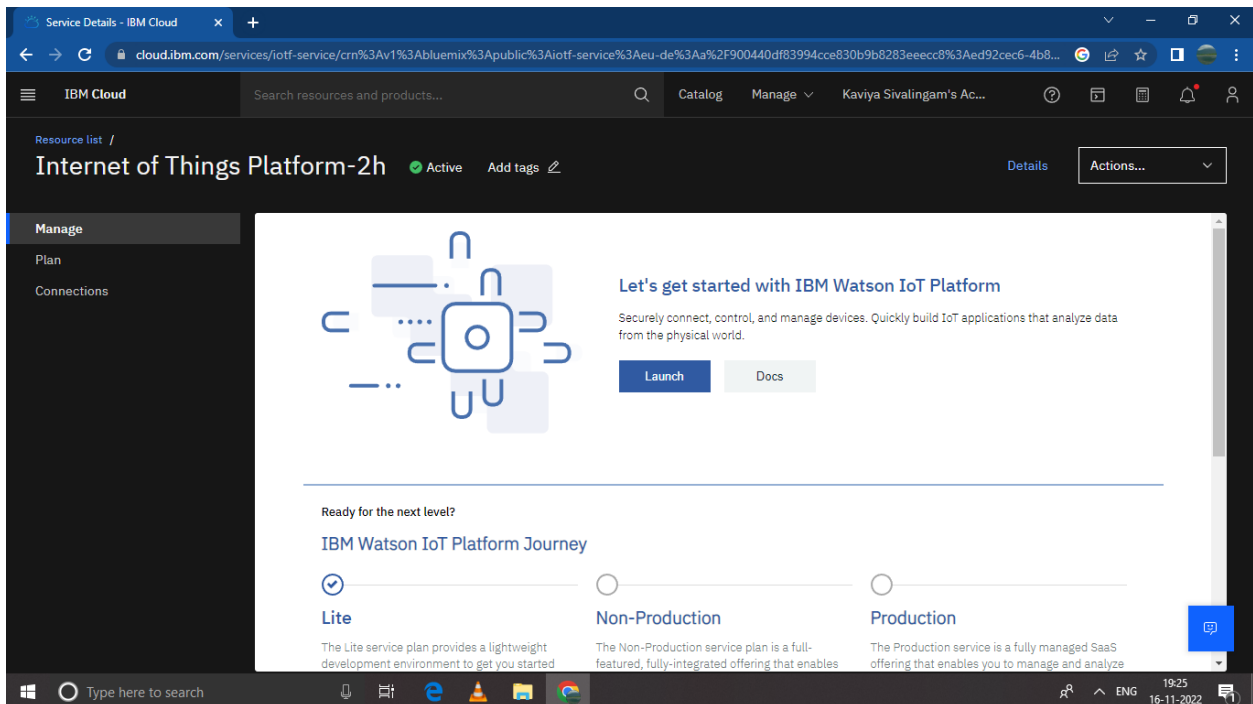 Service Details - IBM Cloud
cloud.ibm.com/services/iotf-service/crn%3Av1%3Abluemix%3Apublic%3Aiotf-service%3Aeu-de%3Aa%2F900440df83994cce830b9b8283eeecc8%3Aed92cec6-4b8...
IBM Cloud Search resources and products... Catalog Manage Kaviya Sivalingam's Ac...
Resource list /
Internet of Things Platform-2h Active Add tags Details Actions...
Manage
Plan
Connections
Let's get started with IBM Watson IoT Platform
Securely connect, control, and manage devices. Quickly build IoT applications that analyze data
from the physical world.
Launch Docs
Ready for the next level?
IBM Watson IoT Platform Journey
Lite Non-Production Production
The Lite service plan provides a lightweight The Non-Production service plan is a full- The Production service is a fully managed SaaS
development environment to get you started featured, fully-integrated offering that enables offering that enables you to manage and analyze
Type here to search ENG 19:25
16-11-2022
1